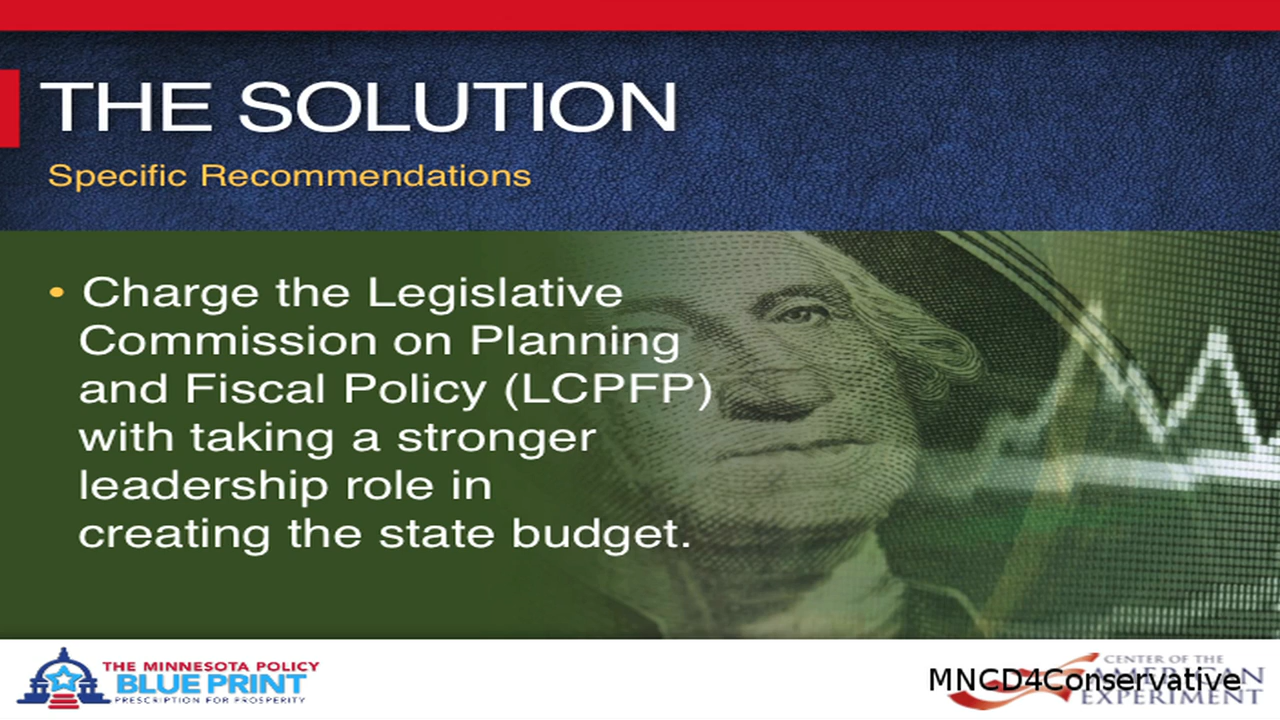 THE SOLUTION
Specific Recommendations
• Charge the Legislative
Commission on Planning
and Fiscal Policy (LCPFP)
with taking a stronger
leadership role in
creating the state budget.
THE MINNESOTA POLICY
BLUE PRINT
PRESCRIPTION FOR PROSPERITY
CENTER OF THE
AMERICAN
EXPERIMENT
MNCD4Conservative